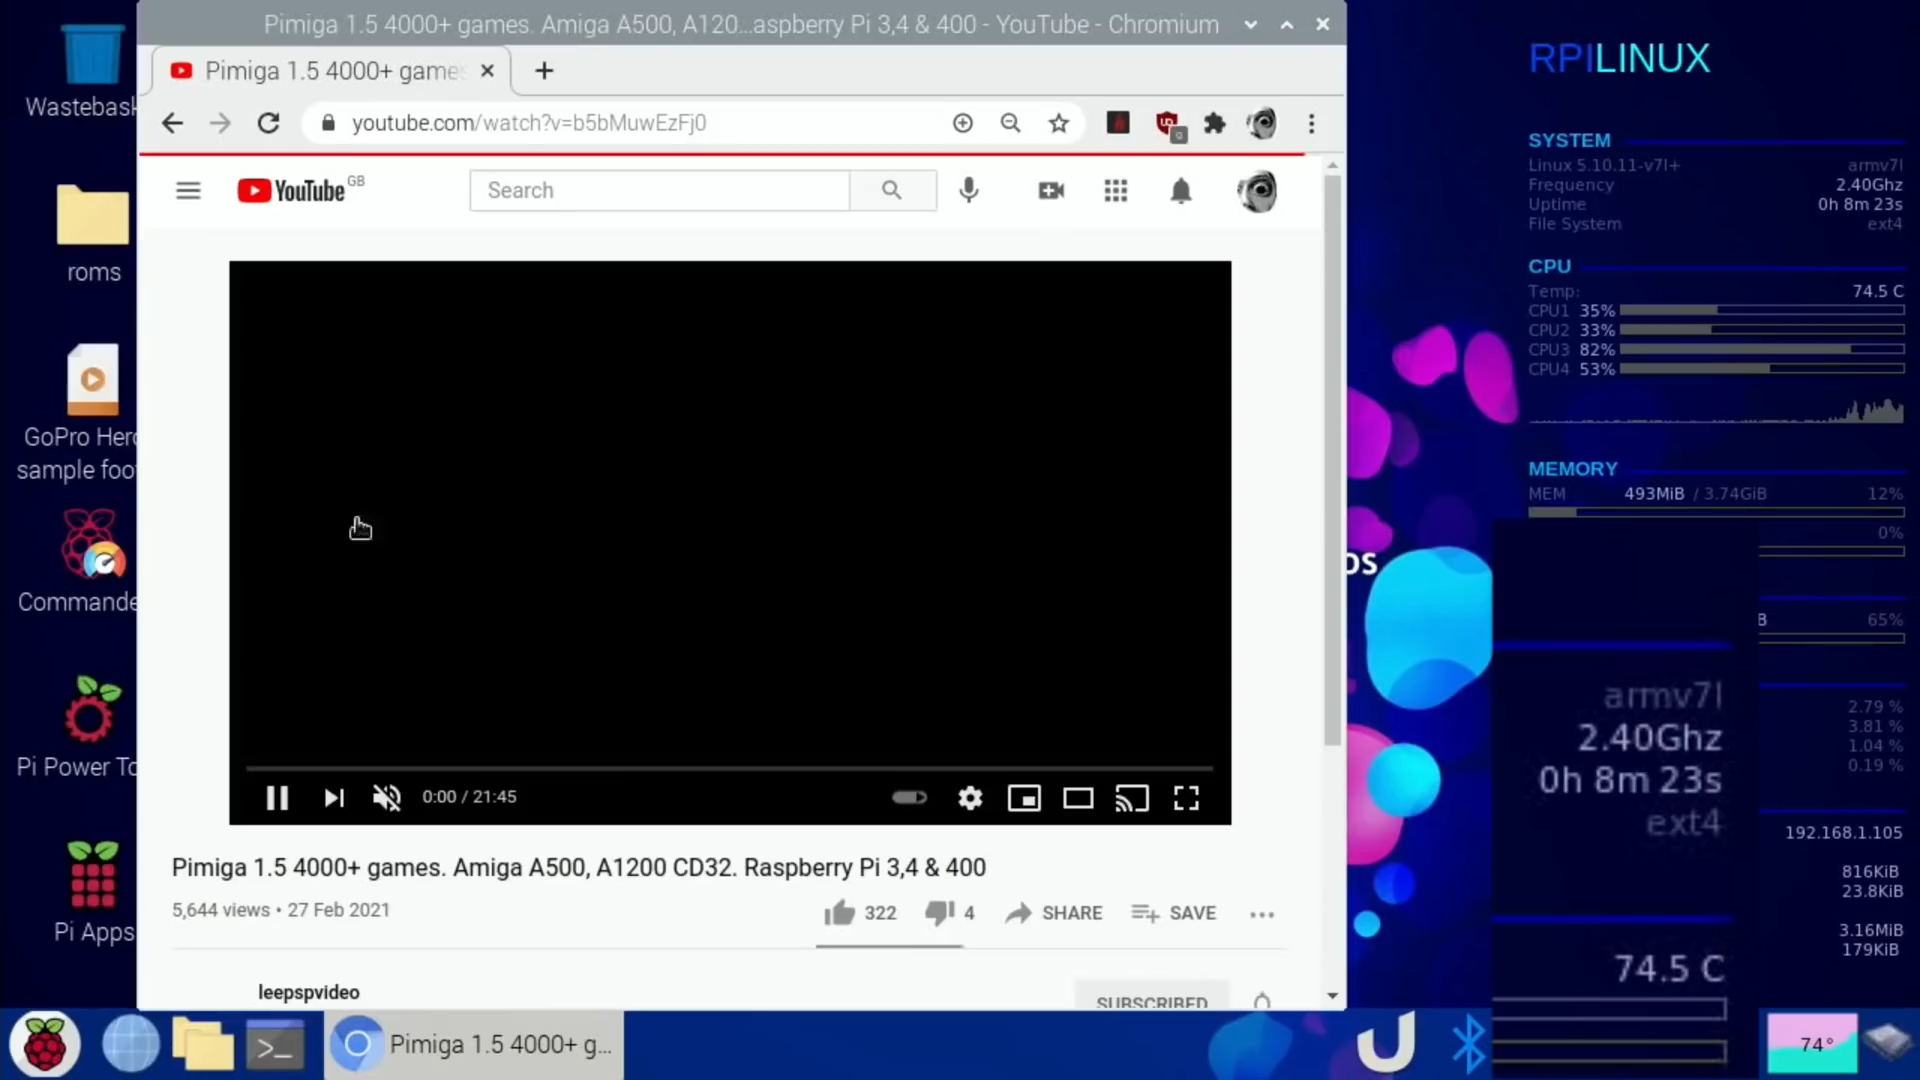 Pimiga 1.5 4000+ games. Amiga A500, A120...aspberry Pi 3,4 & 400 - YouTube - Chromium
Pimiga 1.5 4000+ games
youtube.com/watch?v=b5bMuwEzFj0
YouTube GB
Search
0:00 / 21:45
Pimiga 1.5 4000+ games. Amiga A500, A1200 CD32. Raspberry Pi 3,4 & 400
5,644 views • 27 Feb 2021
322
4
SHARE
SAVE
leepspvideo
SUBSCRIBED
Wastebask
roms
GoPro Hero
sample foo
Commande
Pi Power To
Pi Apps
OS
RPILINUX
SYSTEM
Linux 5.10.11-v7l+ armv7l
Frequency 2.40Ghz
Uptime 0h 8m 23s
File System ext4
CPU
Temp: 74.5 C
CPU1 35%
CPU2 33%
CPU3 82%
CPU4 53%
MEMORY
MEM 493MiB / 3.74GiB 12%
0%
B 65%
armv7l
2.40Ghz
0h 8m 23s
ext4
74.5 C
2.79 %
3.81 %
1.04 %
0.19 %
192.168.1.105
816KiB
23.8KiB
3.16MiB
179KiB
Pimiga 1.5 4000+ g...
74°